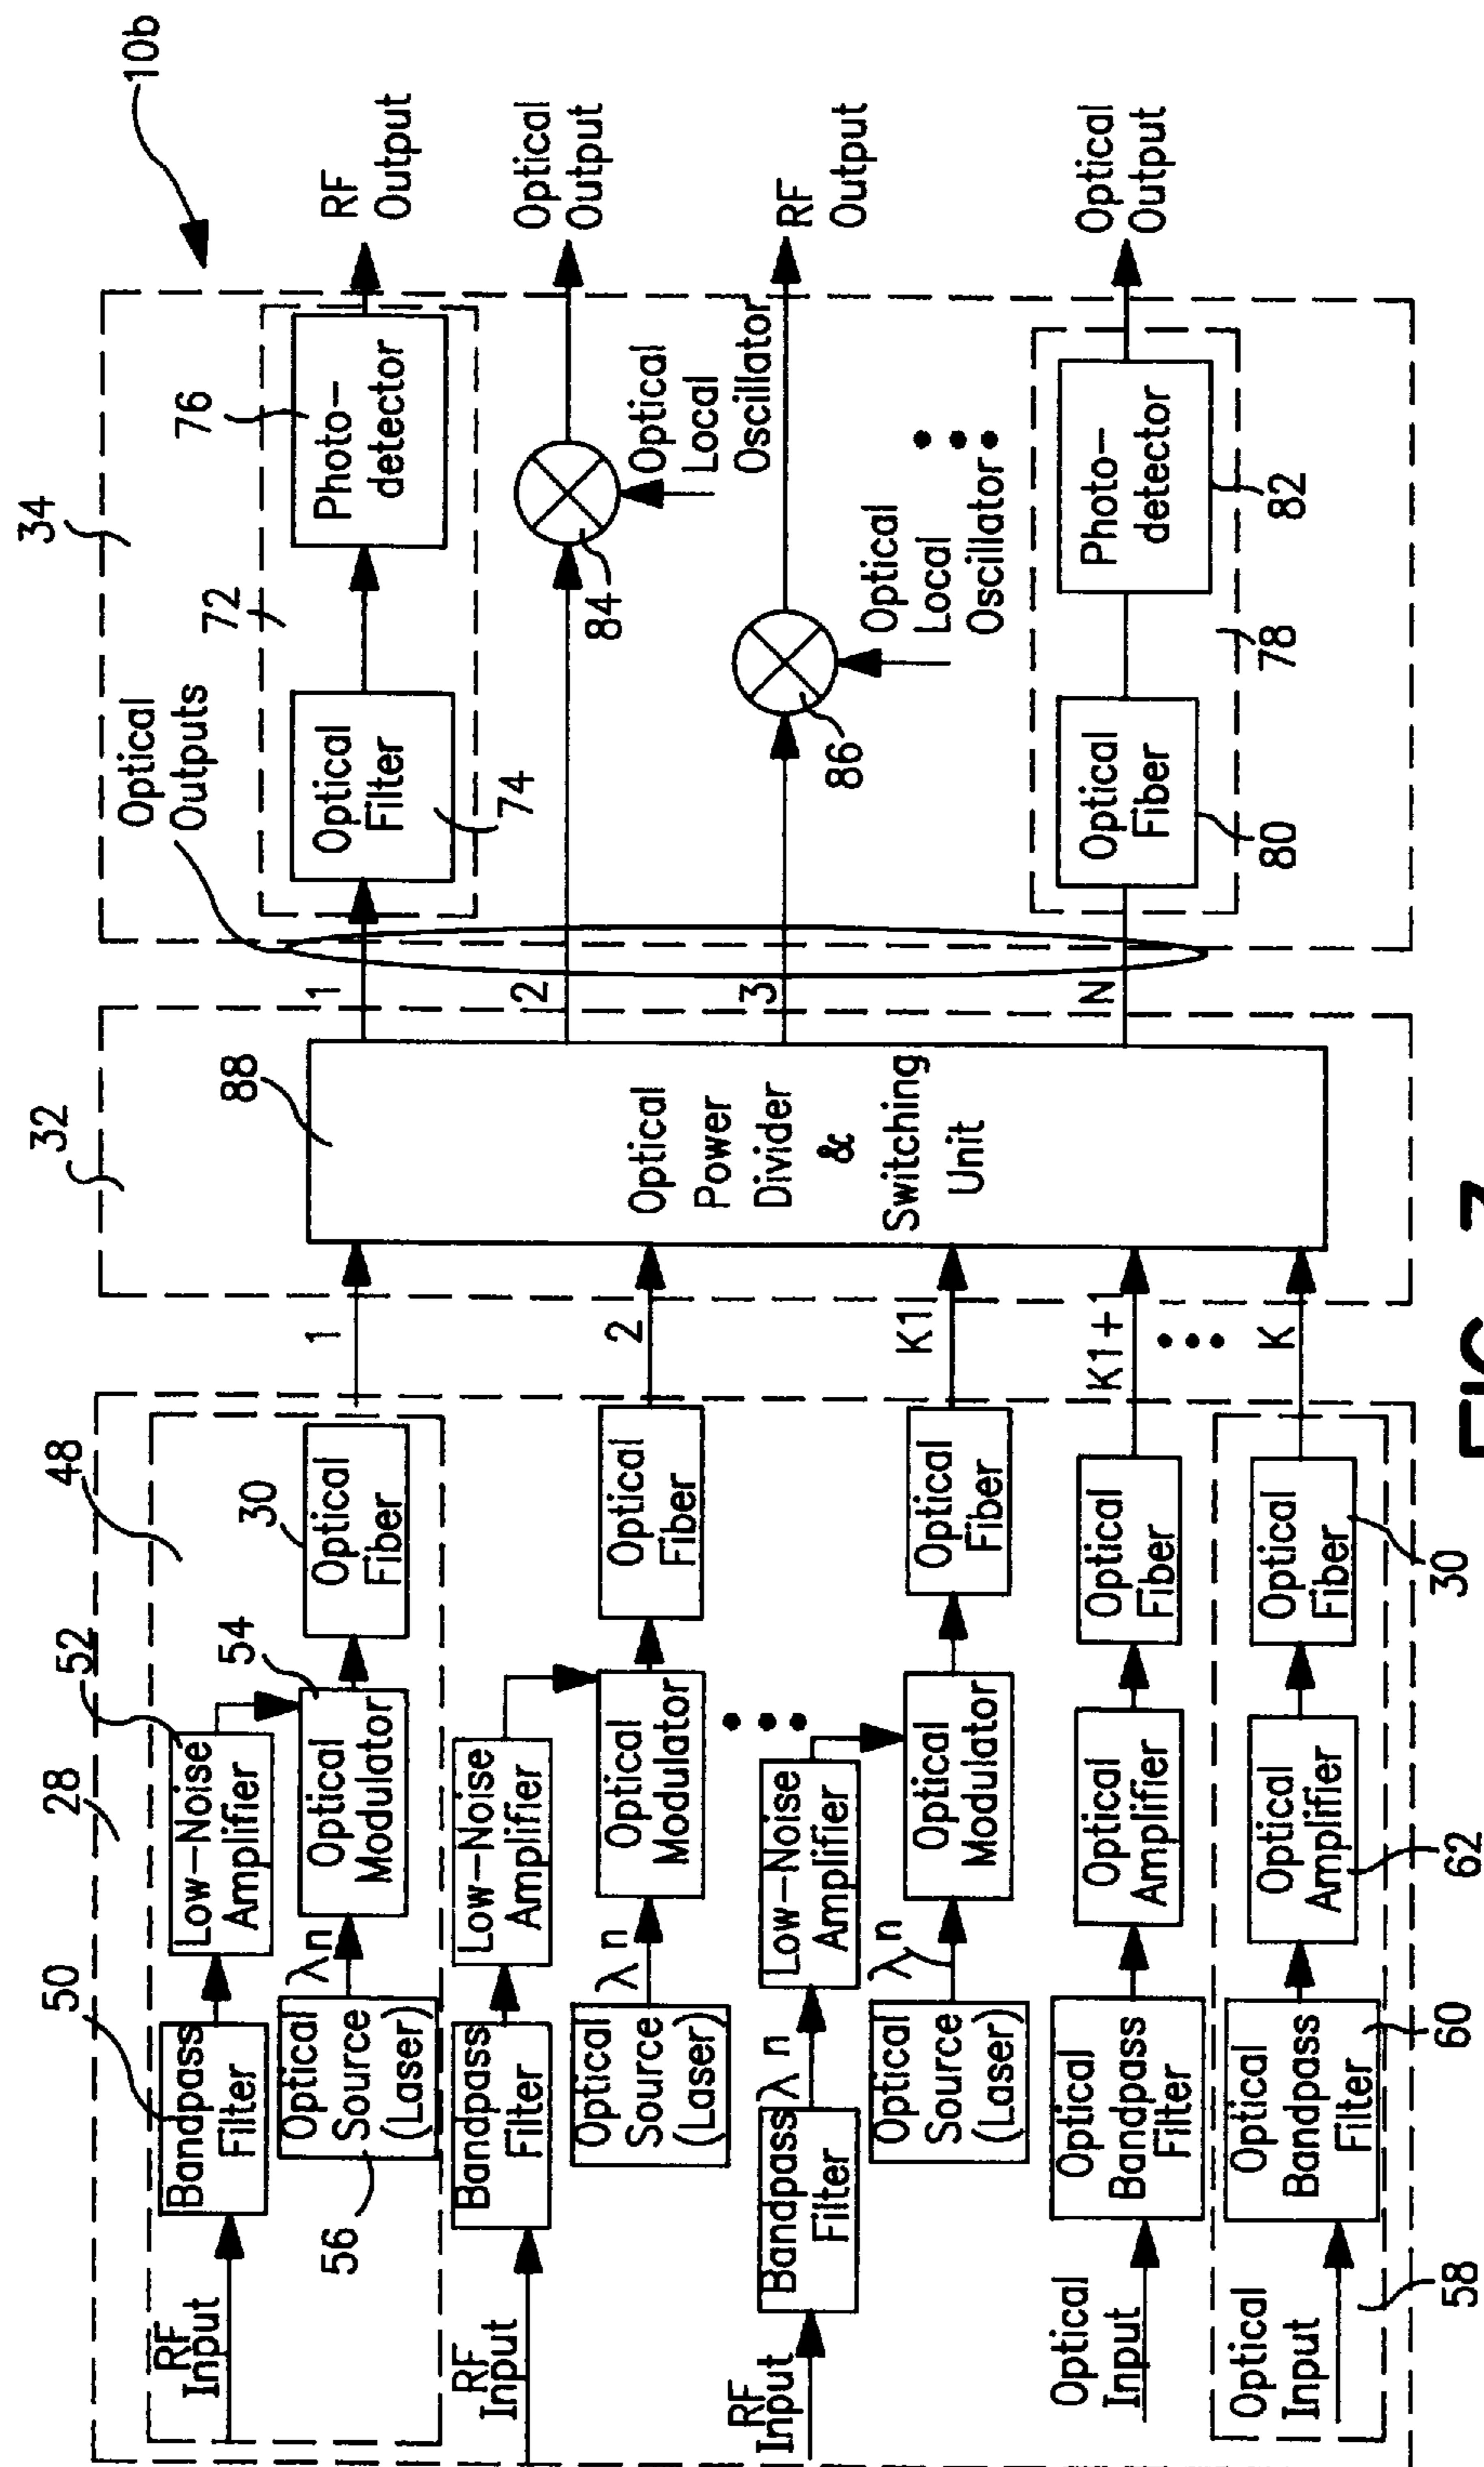 10b
34
72
76
Photo-
detector
RF
Output
Optical
Outputs
Optical
Filter
74
84
Optical
Local
Oscillator
Optical
Output
86
Optical
Local
Oscillator
RF
Output
Optical
Fiber
80
78
Photo-
detector
82
Optical
Output
32
88
Optical
Power
Divider
&
Switching
Unit
1
2
3
N
1
2
K1
K1+1
K
28
48
50
Bandpass
Filter
52
Low-Noise
Amplifier
54
Optical
Modulator
30
Optical
Fiber
RF
Input
Optical
Source
(Laser)
56
λn
RF
Input
Bandpass
Filter
Low-Noise
Amplifier
Optical
Source
(Laser)
λn
Optical
Modulator
Optical
Fiber
RF
Input
Bandpass
Filter
λn
Low-Noise
Amplifier
Optical
Source
(Laser)
λn
Optical
Modulator
Optical
Fiber
Optical
Input
Optical
Bandpass
Filter
Optical
Amplifier
Optical
Fiber
Optical
Input
Optical
Bandpass
Filter
Optical
Amplifier
Optical
Fiber
58
60
62
30